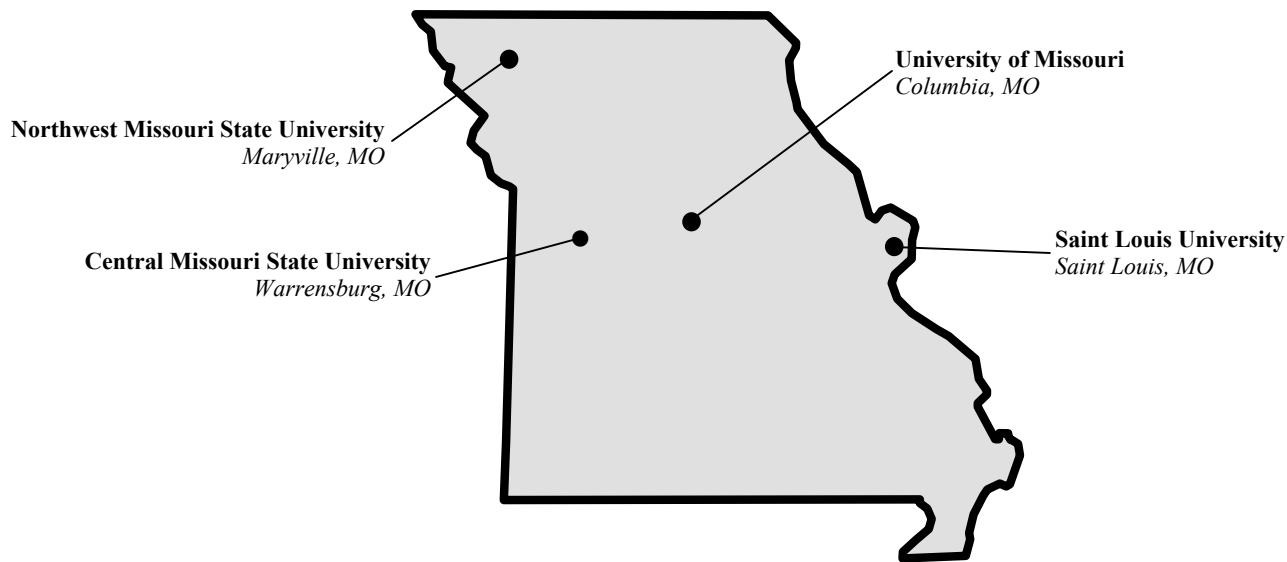 University of Missouri
Columbia, MO
Northwest Missouri State University
Maryville, MO
Saint Louis University
Saint Louis, MO
Central Missouri State University
Warrensburg, MO